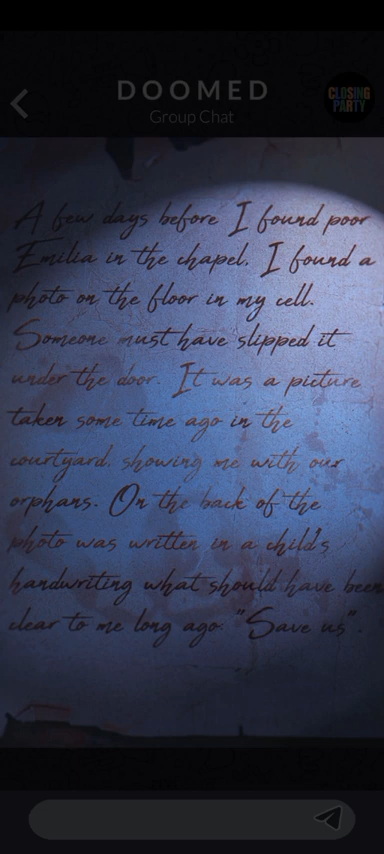 DOOMED
Group Chat
CLOSING
PARTY
A few days before I found poor
Emilia in the chapel, I found a
photo on the floor in my cell.
Someone must have slipped it
under the door. It was a picture
taken some time ago in the
courtyard, showing me with our
orphans. On the back of the
photo was written in a child's
handwriting what should have been
clear to me long ago: "Save us".